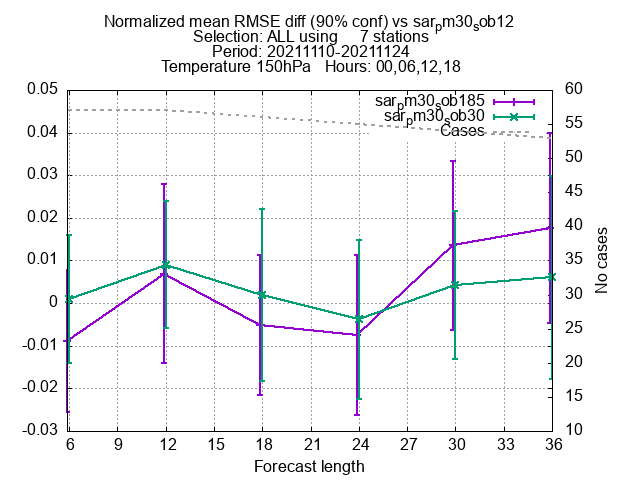 Normalized mean RMSE diff (90% conf) vs sarpm30sob12
Selection: ALL using 7 stations
Period: 20211110-20211124
Temperature 150hPa Hours: 00,06,12,18
0.05
0.04
0.03
0.02
0.01
0
-0.01
-0.02
-0.03
sarpm30sob185
sarpm30sob30
Cases
60
55
50
45
40
35
30
25
20
15
10
No cases
6 9 12 15 18 21 24 27 30 33 36
Forecast length